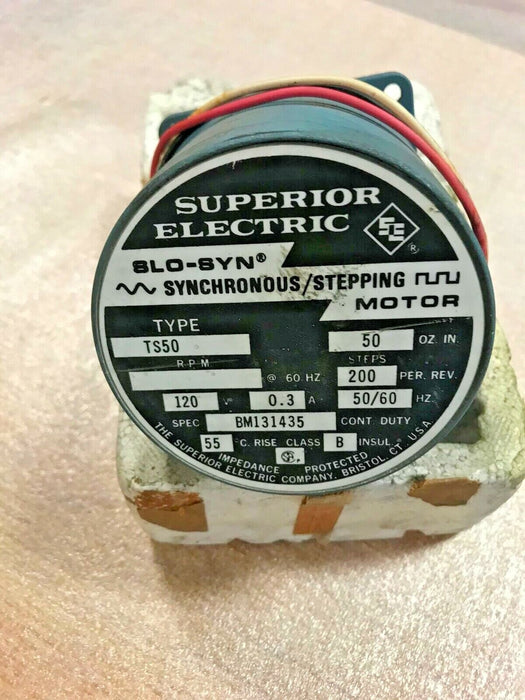 SUPERIOR
ELECTRIC
SE ®
SLO-SYN®
SYNCHRONOUS/STEPPING
MOTOR
TYPE
TS50 50 OZ. IN.
R.P.M. STEPS
@ 60 HZ. 200 PER. REV.
120 V 0.3 A 50/60 HZ.
SPEC BM131435 CONT. DUTY
55 °C. RISE CLASS B INSUL.
IMPEDANCE PROTECTED
THE SUPERIOR ELECTRIC COMPANY, BRISTOL, CT. U.S.A.